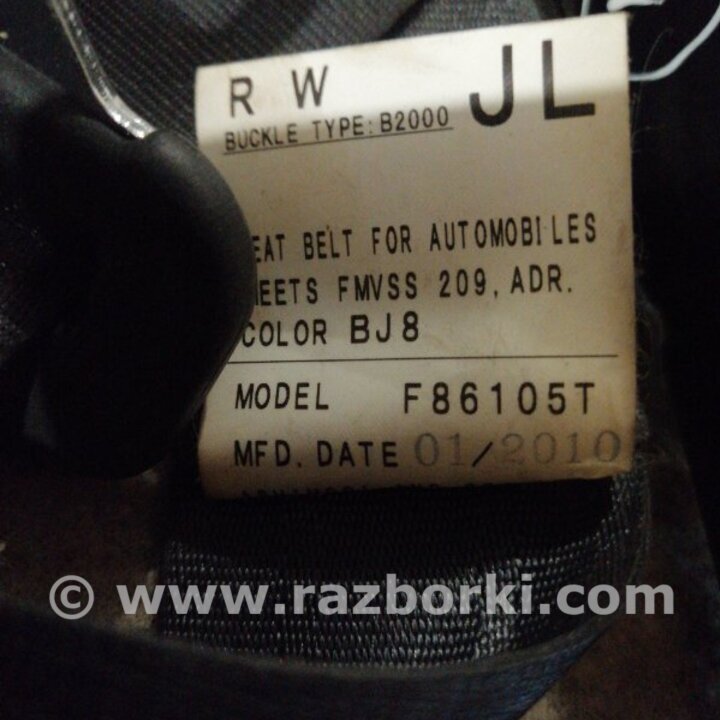 R W JL
BUCKLE TYPE: B2000
EAT BELT FOR AUTOMOBILES
EETS FMVSS 209, ADR.
COLOR BJ8
MODEL F86105T
MFD. DATE 01/2010
© www.razborki.com